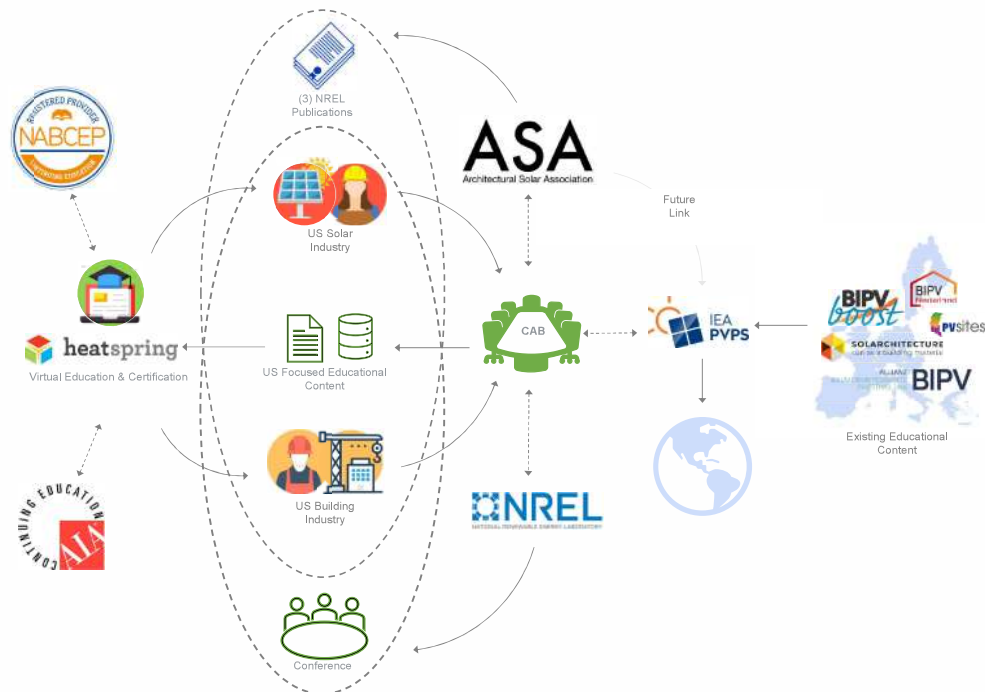 (3) NREL
Publications
REGISTERED PROVIDER
NABCEP
CONTINUING EDUCATION
ASA
Architectural Solar Association
US Solar
Industry
Future
Link
CAB
IEA
PVPS
BIPV
boost
BIPV
Nederland
PVSITES
SOLARCHITECTURE
ALLIANZ
BIPV
Existing Educational
Content
heatspring
Virtual Education & Certification
US Focused Educational
Content
US Building
Industry
CONTINUING EDUCATION
AIA
NREL
NATIONAL RENEWABLE ENERGY LABORATORY
Conference